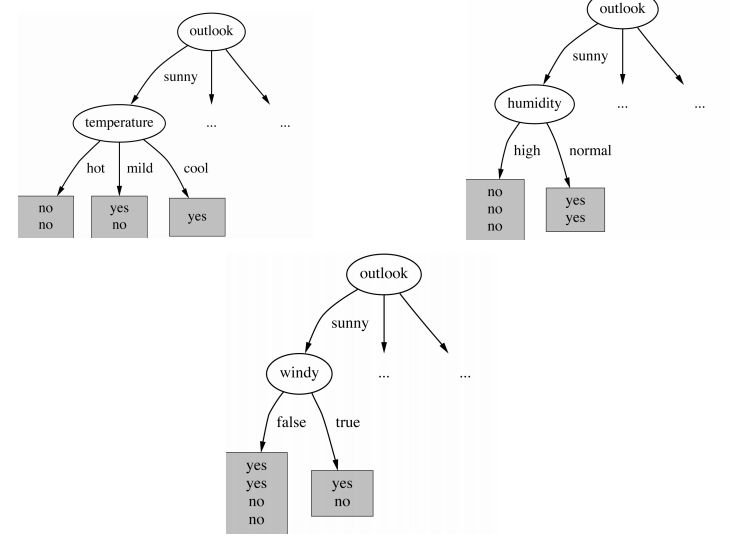 outlook
sunny
temperature
...
...
hot
mild
cool
no
no
yes
no
yes
outlook
sunny
humidity
...
...
high
normal
no
no
no
yes
yes
outlook
sunny
windy
...
...
false
true
yes
yes
no
no
yes
no